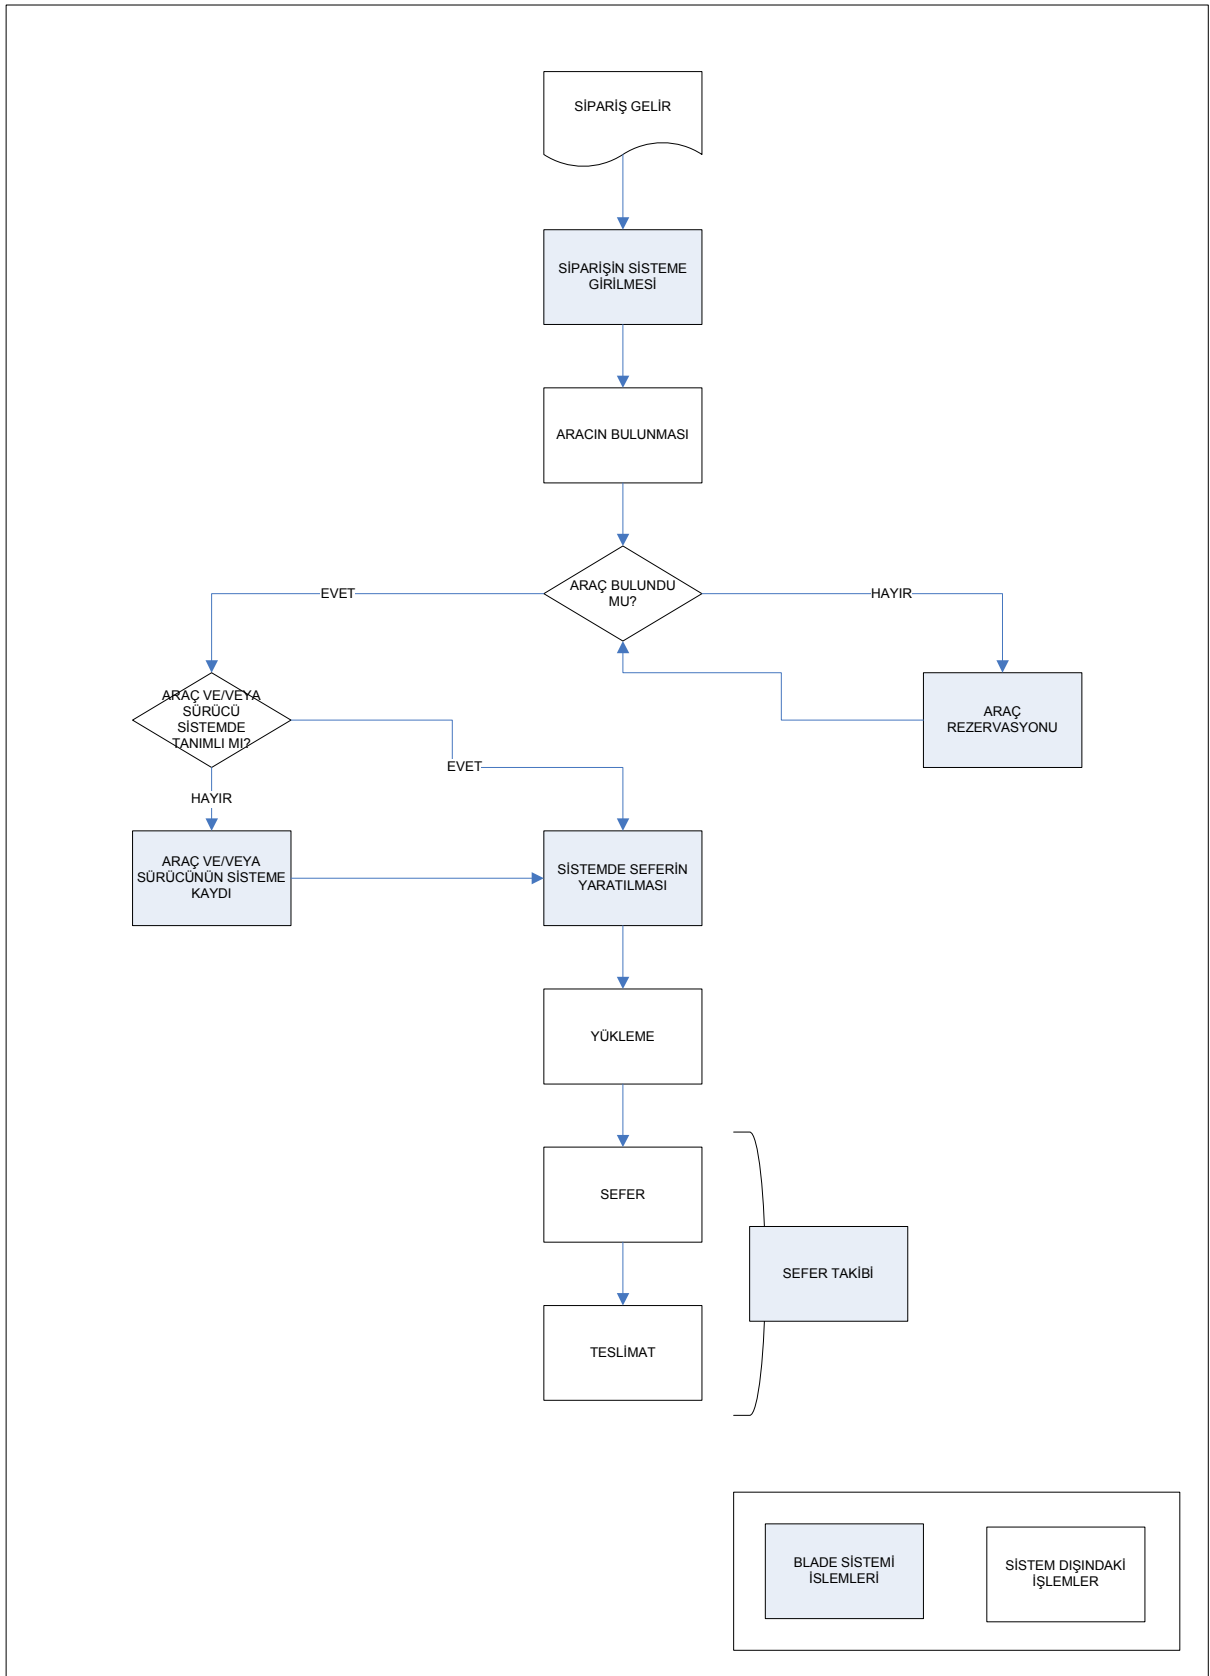 SİPARİŞ GELİR
SİPARİŞİN SİSTEME
GİRİLMESİ
ARACIN BULUNMASI
ARAÇ BULUNDU
MU?
EVET
HAYIR
ARAÇ VE/VEYA
SÜRÜCÜ
SİSTEMDE
TANIMLI MI?
ARAÇ
REZERVASYONU
EVET
HAYIR
ARAÇ VE/VEYA
SÜRÜCÜNÜN SİSTEME
KAYDI
SİSTEMDE SEFERİN
YARATILMASI
YÜKLEME
SEFER
SEFER TAKİBİ
TESLİMAT
BLADE SİSTEMİ
İSLEMLERİ
SİSTEM DIŞINDAKİ
İŞLEMLER